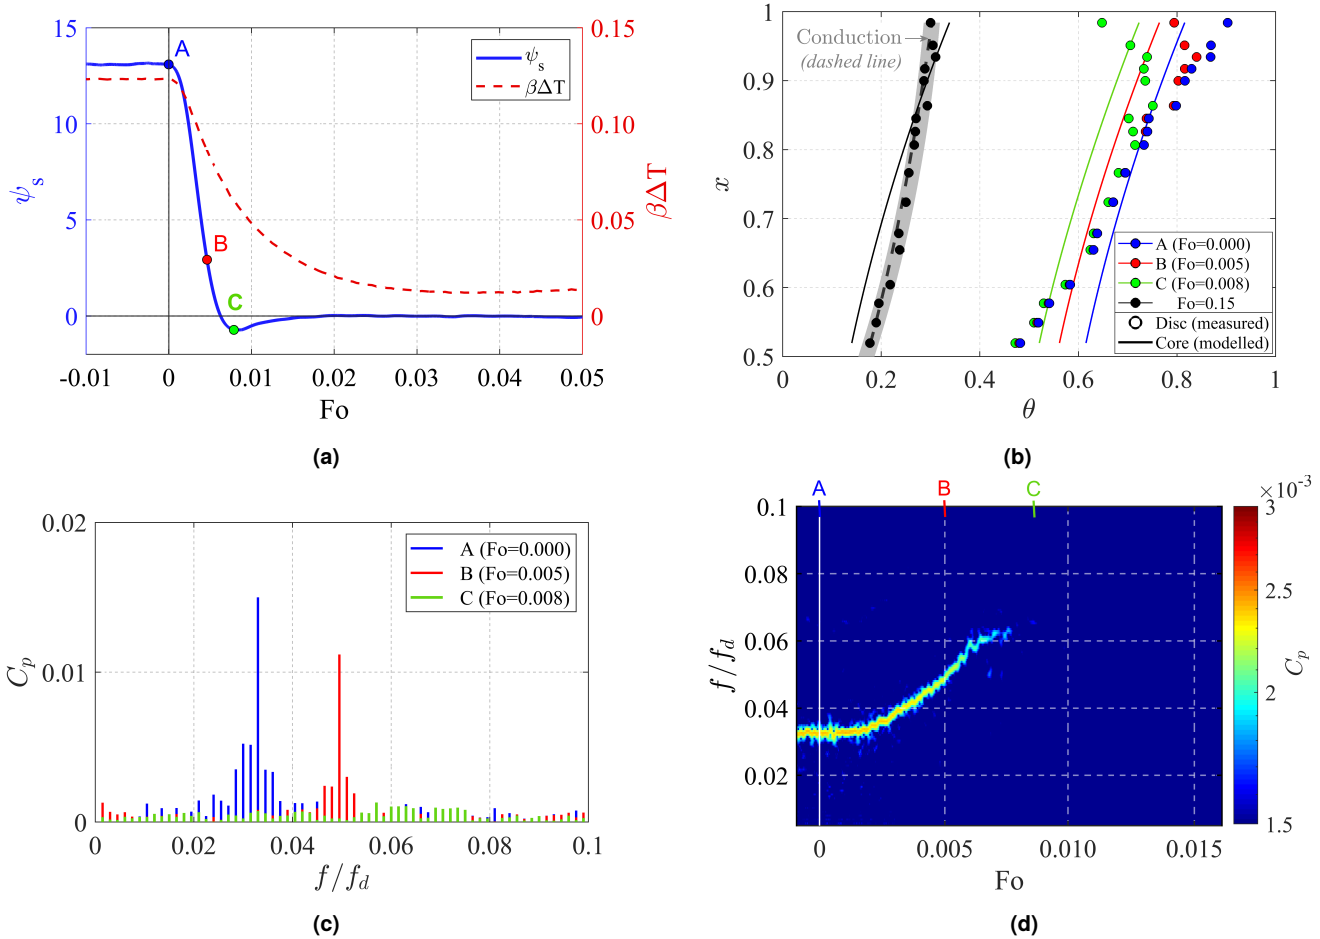 15
10
5
0
ψs
A
B
C
ψs
βΔT
0.15
0.10
0.05
0
βΔT
-0.01
0
0.01
0.02
0.03
0.04
0.05
Fo
(a)
1
0.9
0.8
0.7
0.6
0.5
x
Conduction
(dashed line)
A (Fo=0.000)
B (Fo=0.005)
C (Fo=0.008)
Fo=0.15
Disc (measured)
Core (modelled)
0
0.2
0.4
0.6
0.8
1
θ
(b)
0.02
0.01
0
Cp
A (Fo=0.000)
B (Fo=0.005)
C (Fo=0.008)
0
0.02
0.04
0.06
0.08
0.1
f/fd
(c)
A
B
C
0.1
0.08
0.06
0.04
0.02
f/fd
0
0.005
0.010
0.015
Fo
×10⁻³
3
2.5
2
1.5
Cp
(d)